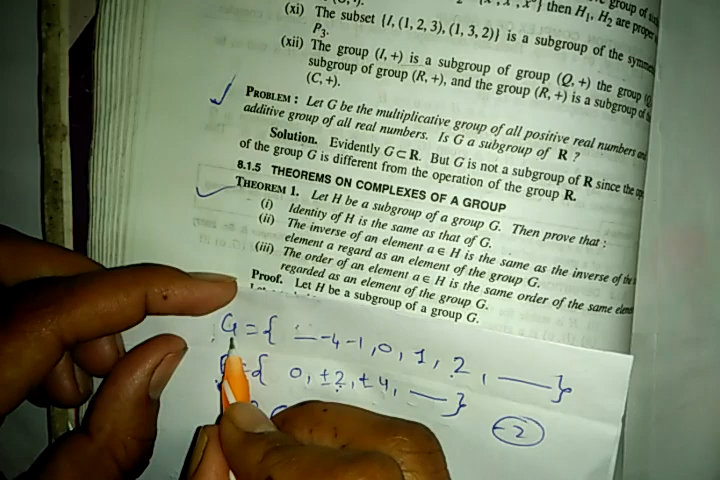 then H₁, H₂ are proper
(xi) The subset {I, (1, 2, 3), (1, 3, 2)} is a subgroup of the symme
P₃.
(xii) The group (I, +) is a subgroup of group (Q, +) the group
subgroup of group (R, +), and the group (R, +) is a subgroup of
(C, +).
PROBLEM : Let G be the multiplicative group of all positive real numbers and
additive group of all real numbers. Is G a subgroup of R ?
Solution. Evidently G⊂R. But G is not a subgroup of R since the op
of the group G is different from the operation of the group R.
8.1.5 THEOREMS ON COMPLEXES OF A GROUP
THEOREM 1. Let H be a subgroup of a group G. Then prove that :
(i) Identity of H is the same as that of G.
(ii) The inverse of an element a ∈ H is the same as the inverse of the
element a regard as an element of the group G.
(iii) The order of an element a ∈ H is the same order of the same elem
regarded as an element of the group G.
Proof. Let H be a subgroup of a group G.
G = { — -1, 0, 1, 2, — }
= { 0, ±2, ±4, — }
-2